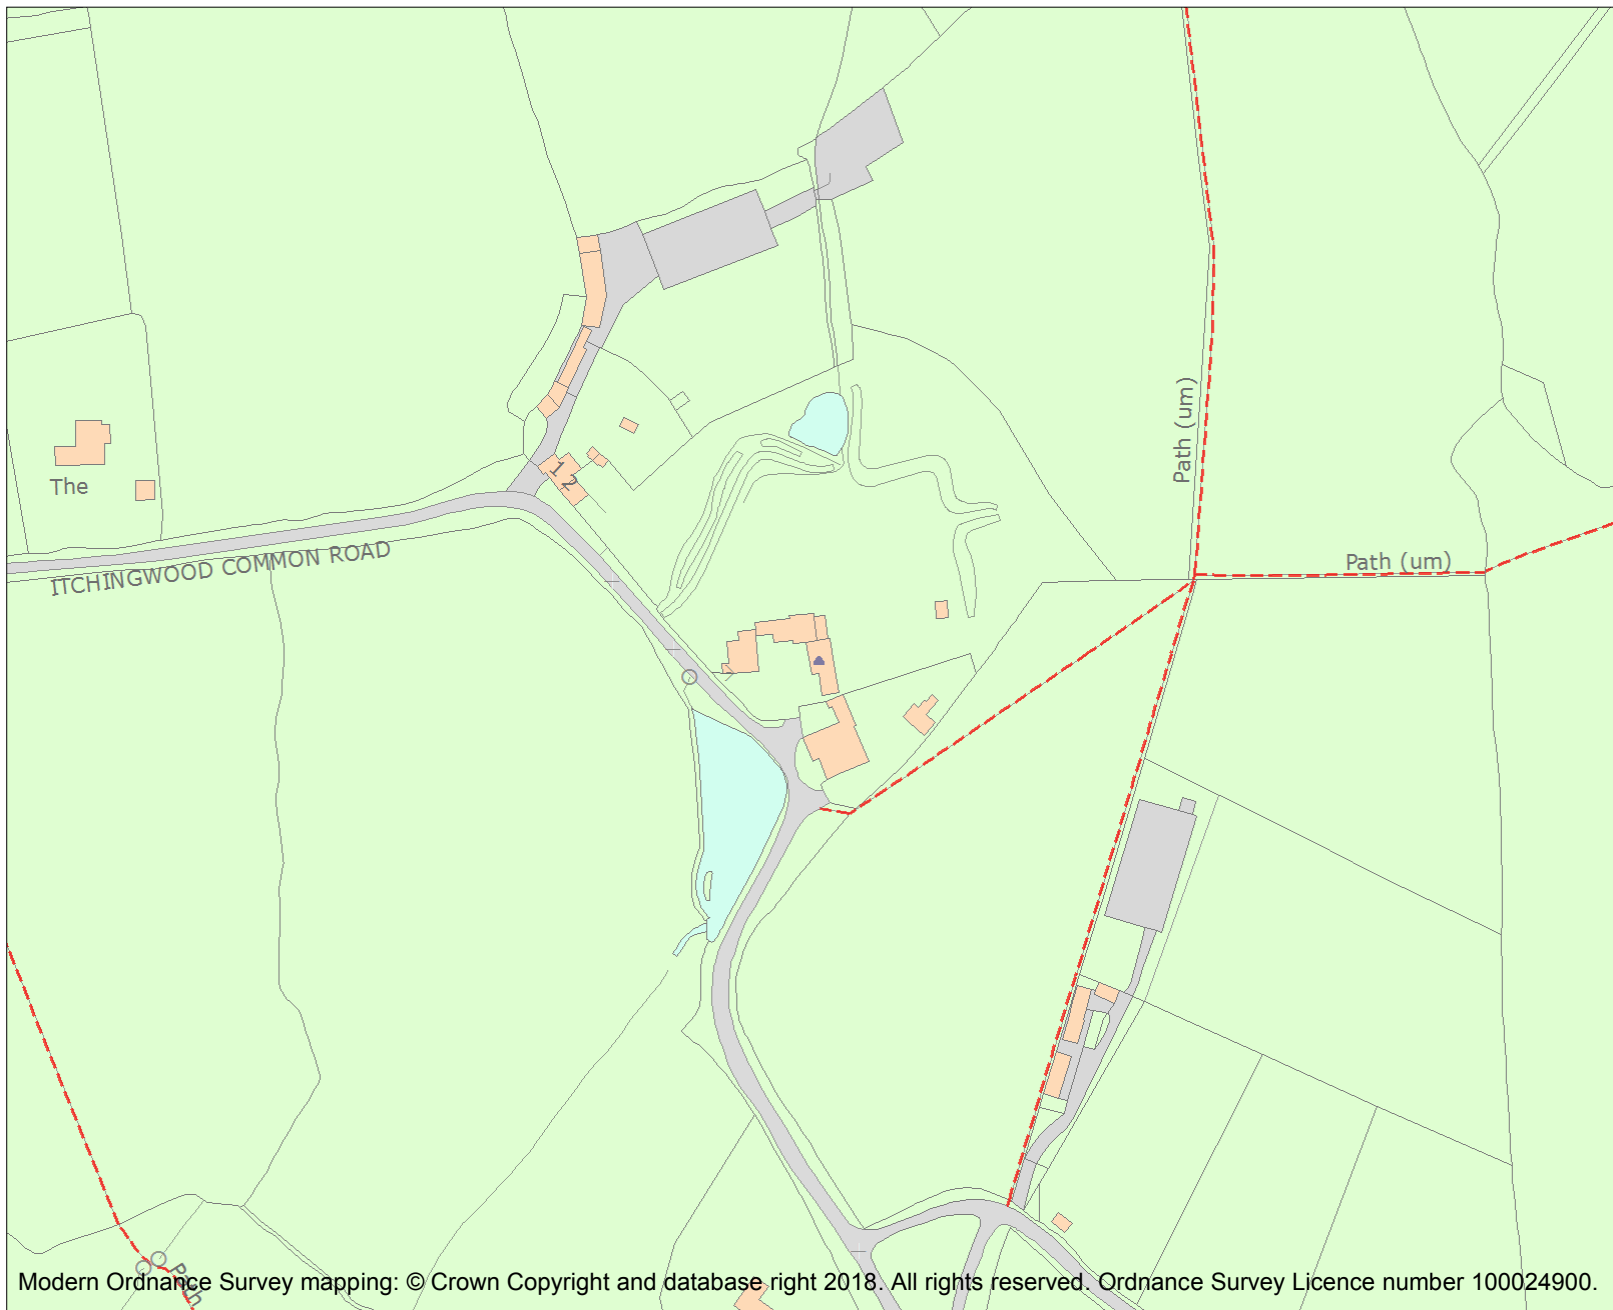 Path (um)
1 2
The
Path (um)
ITCHINGWOOD COMMON ROAD
Path
Modern Ordnance Survey mapping: © Crown Copyright and database right 2018. All rights reserved. Ordnance Survey Licence number 100024900.